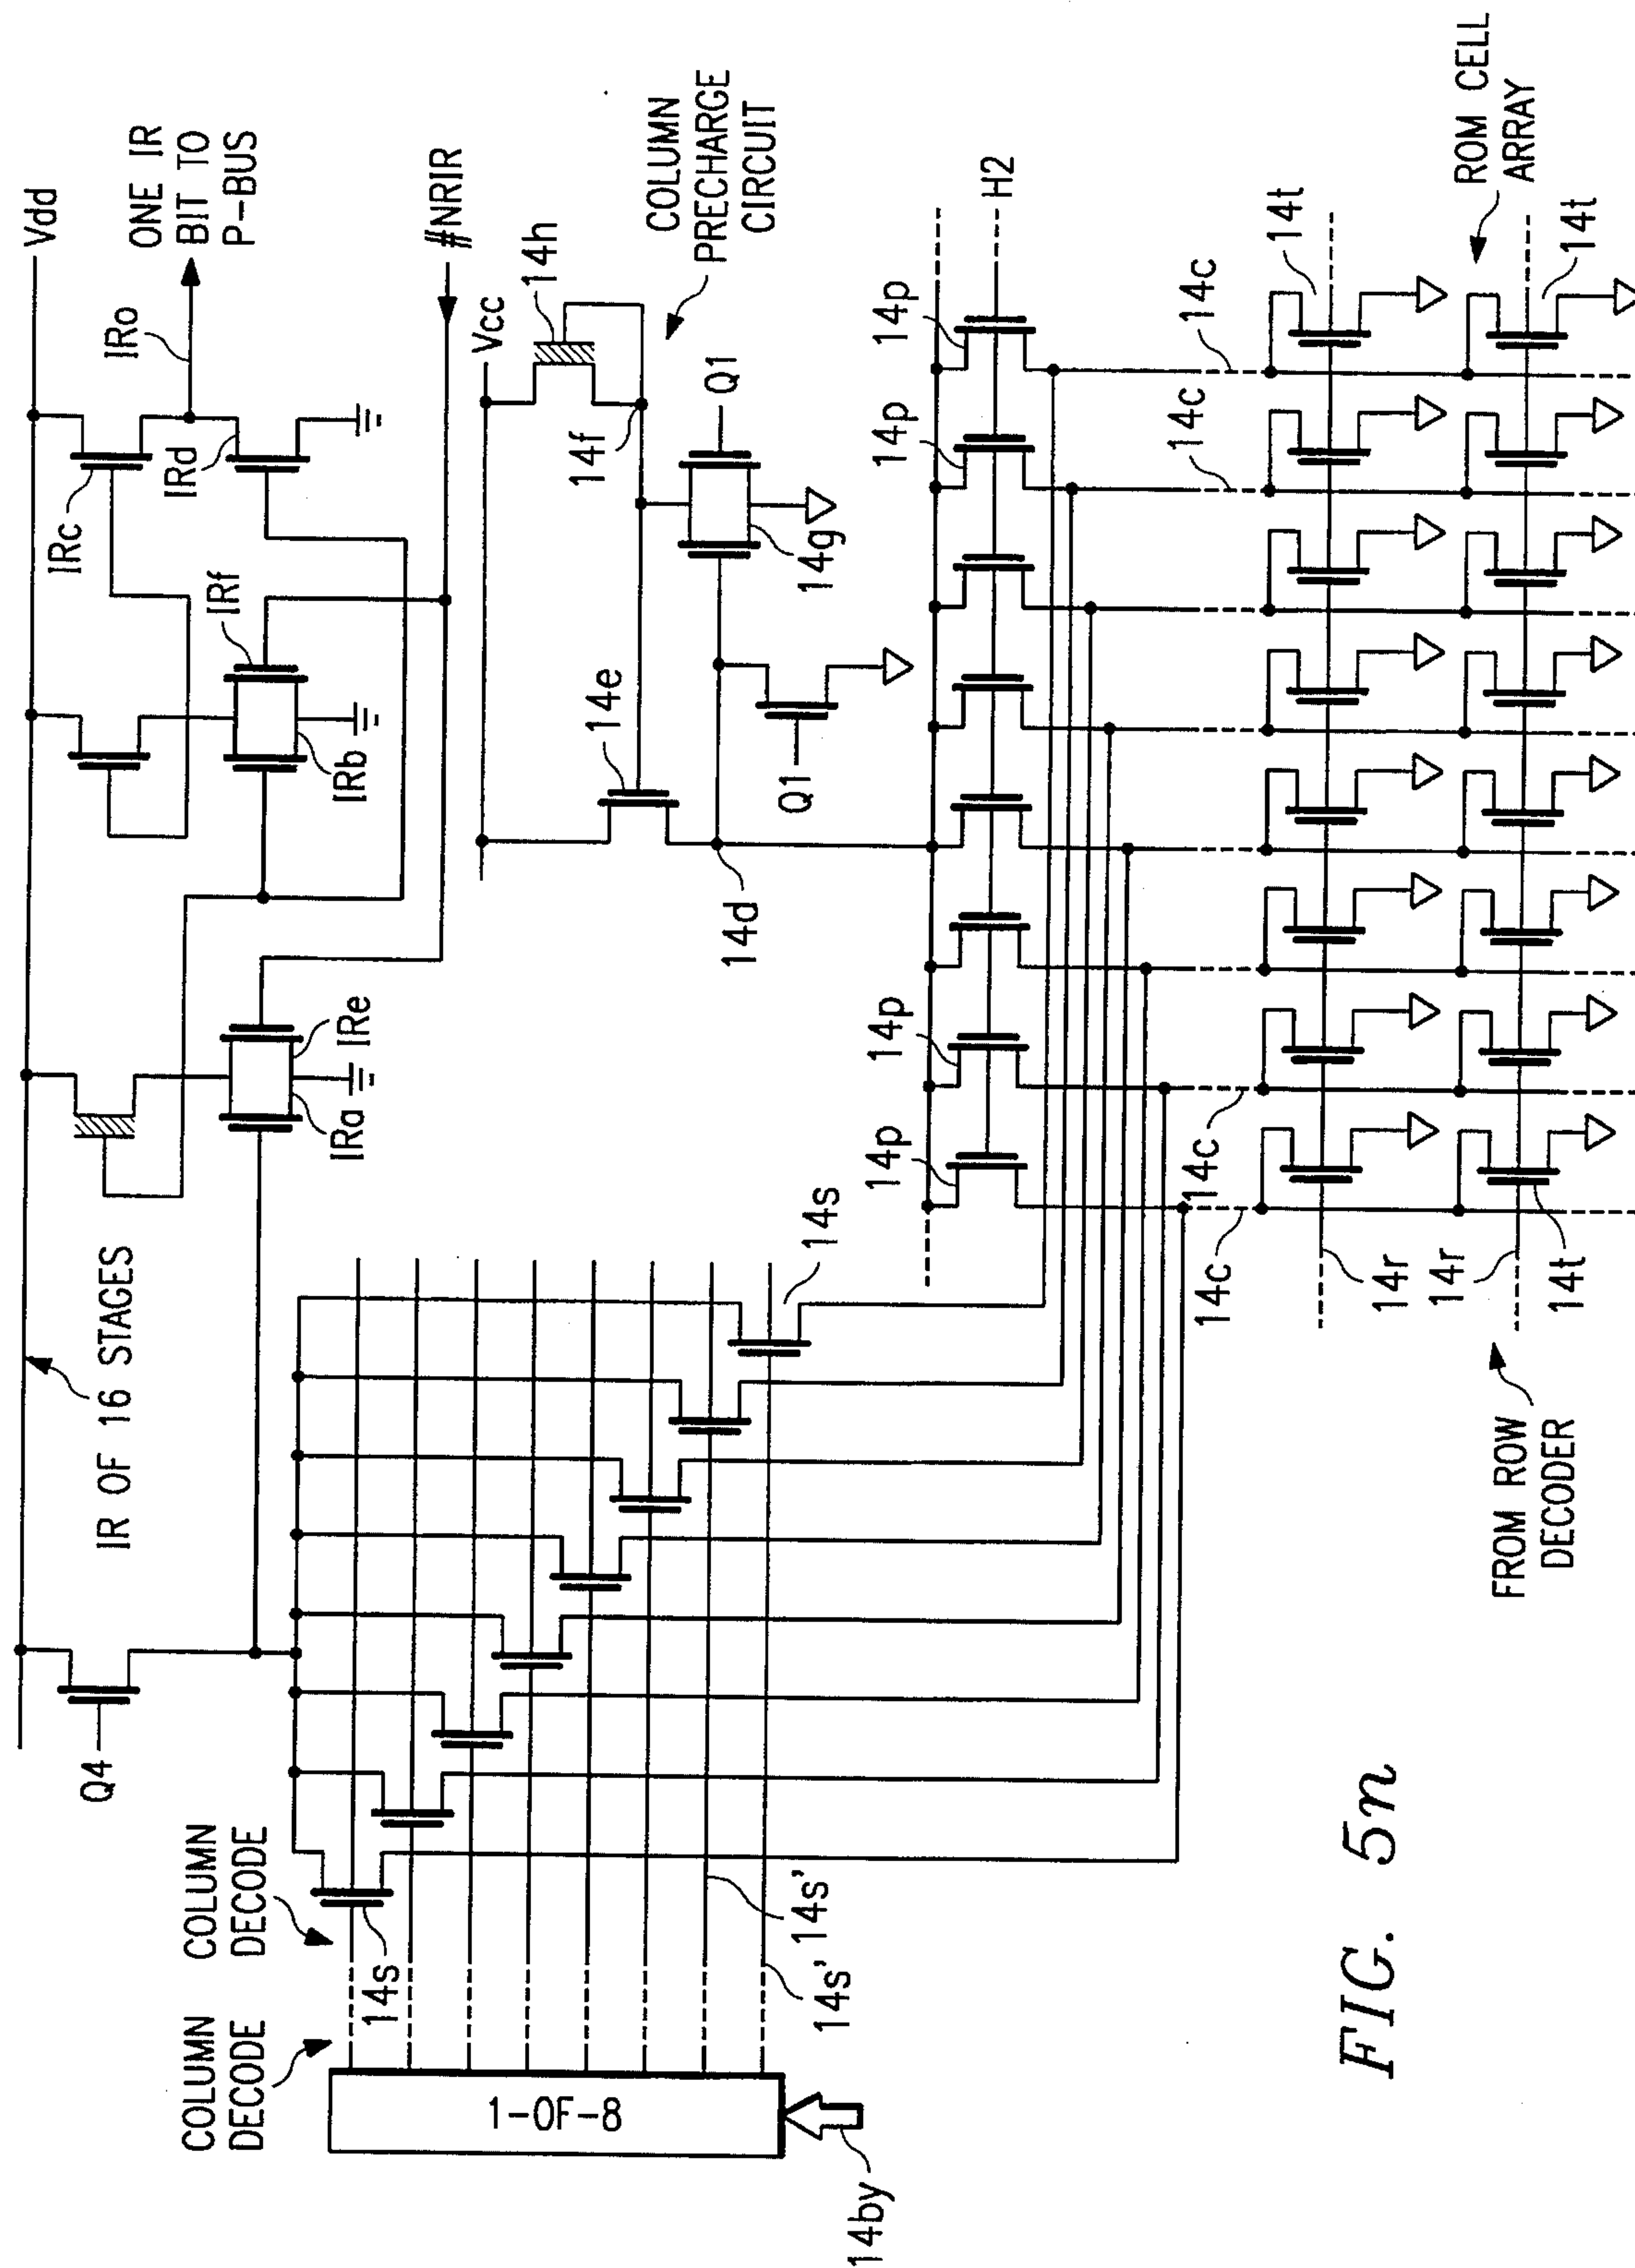 Vdd
ONE IR
BIT TO
P-BUS
IRo
IRc
IRd
IRf
IRb
IRe
IRa
#NRIR
IR OF 16 STAGES
Q4
Vcc
14h
COLUMN
PRECHARGE
CIRCUIT
14f
Q1
14g
14e
Q1
14d
H2
14p
14p
14p
14p
COLUMN
DECODE
COLUMN
DECODE
14s
14s
14s'
14s'
1-OF-8
14by
14c
14c
14c
14c
14t
ROM CELL
ARRAY
14t
14r
14r
14t
FROM ROW
DECODER
FIG. 5n